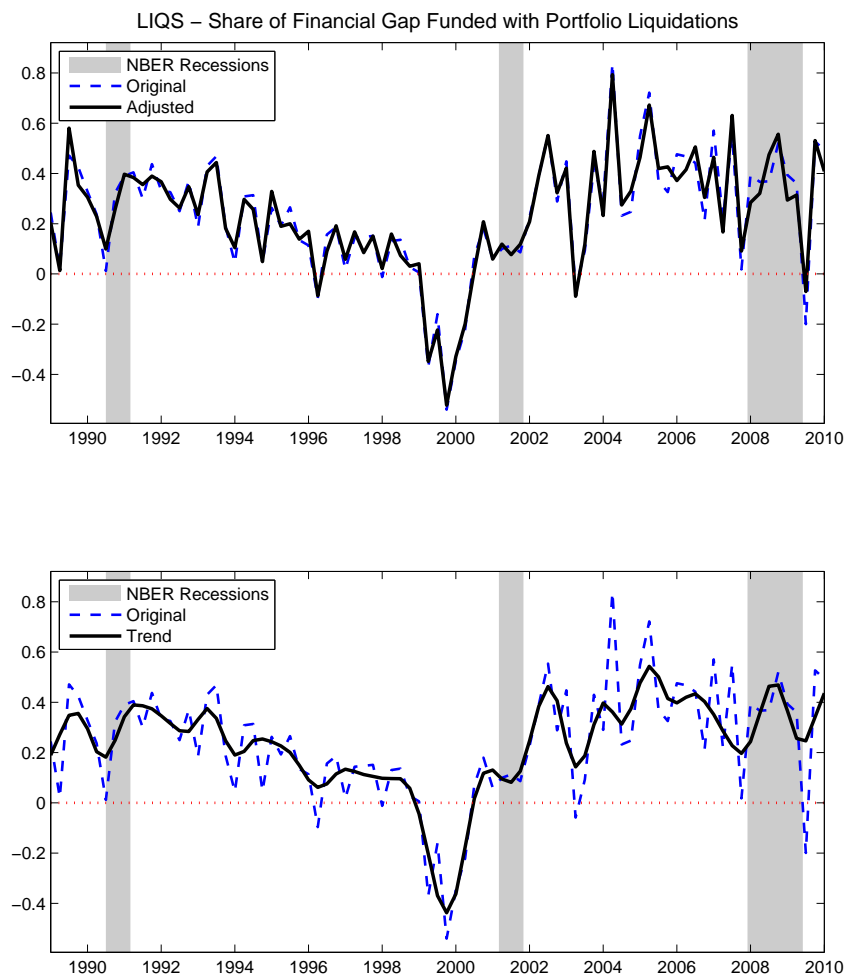 LIQS − Share of Financial Gap Funded with Portfolio Liquidations
NBER Recessions
Original
Adjusted
0.8
0.6
0.4
0.2
0
−0.2
−0.4
1990 1992 1994 1996 1998 2000 2002 2004 2006 2008 2010
NBER Recessions
Original
Trend
0.8
0.6
0.4
0.2
0
−0.2
−0.4
1990 1992 1994 1996 1998 2000 2002 2004 2006 2008 2010